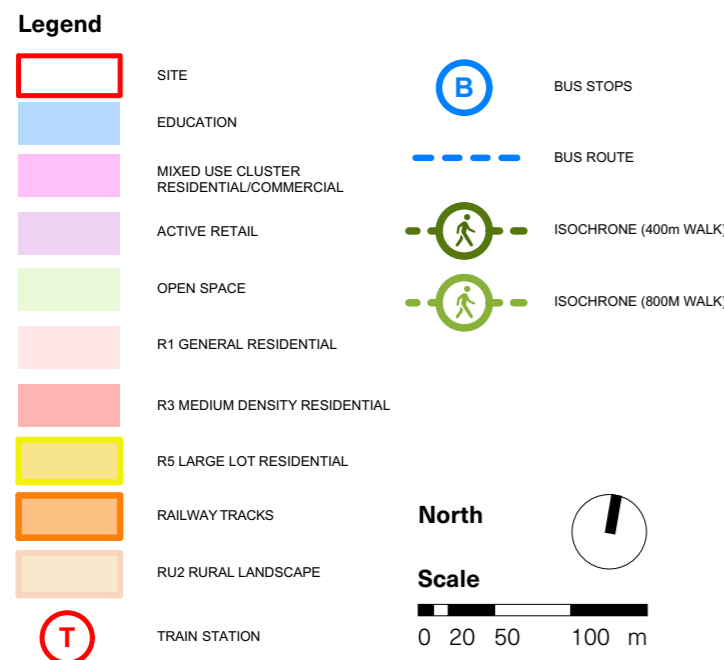 Legend
SITE
EDUCATION
MIXED USE CLUSTER
RESIDENTIAL/COMMERCIAL
ACTIVE RETAIL
OPEN SPACE
R1 GENERAL RESIDENTIAL
R3 MEDIUM DENSITY RESIDENTIAL
R5 LARGE LOT RESIDENTIAL
RAILWAY TRACKS
RU2 RURAL LANDSCAPE
T
TRAIN STATION
B
BUS STOPS
BUS ROUTE
ISOCHRONE (400m WALK)
ISOCHRONE (800M WALK)
North
Scale
0 20 50 100 m